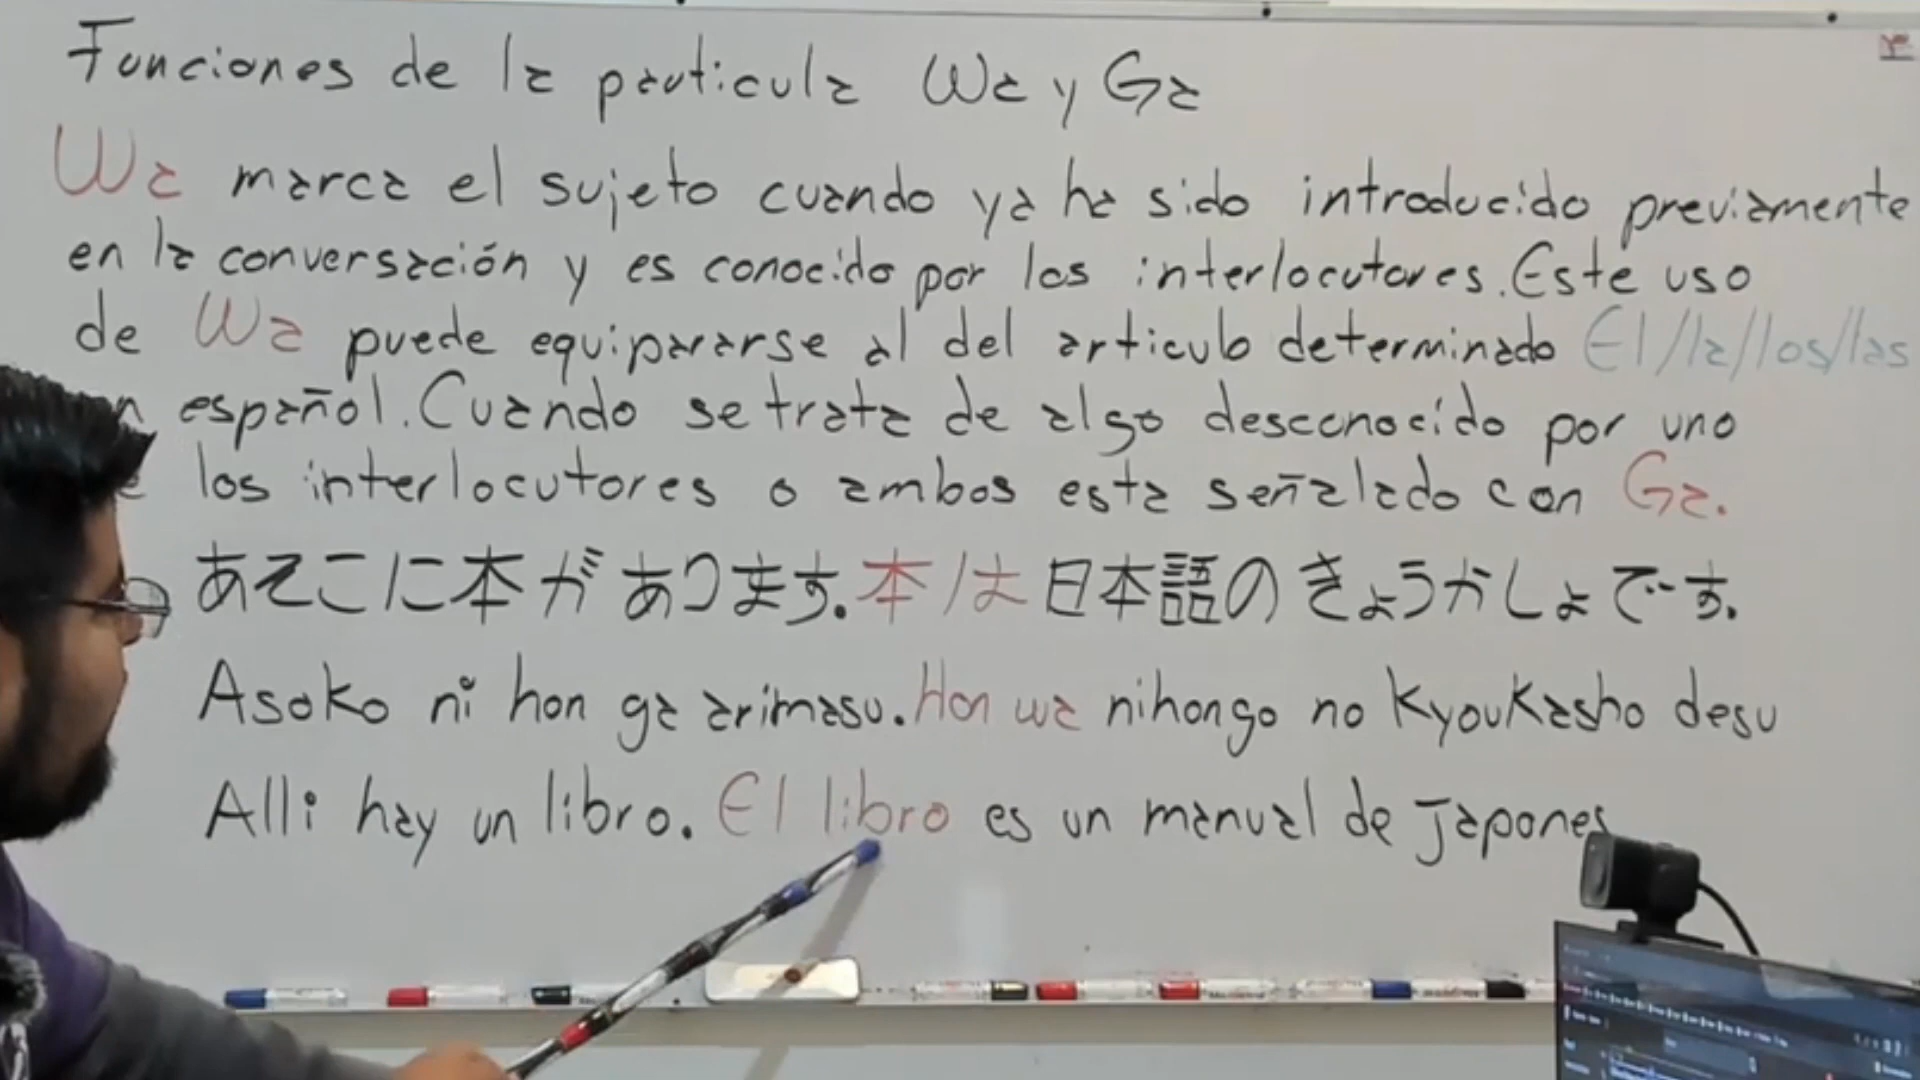 Funciones de la particula Wa y Ga
Wa marca el sujeto cuando ya ha sido introducido previamente
en la conversación y es conocido por los interlocutores. Este uso
de Wa puede equipararse al del articulo determinado El/la/los/las
español. Cuando se trata de algo desconocido por uno
los interlocutores o ambos esta señalado con Ga.
あそこに本があります.本は日本語のきょうかしょです.
Asoko ni hon ga arimasu. Hon wa nihongo no Kyoukasho desu
Alli hay un libro. El libro es un manual de Japones